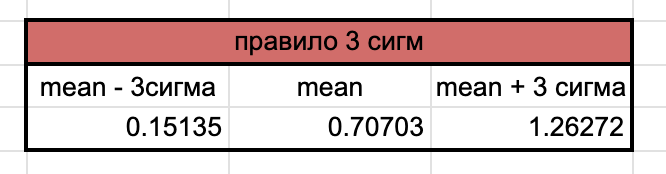 правило 3 сигм
mean - 3сигма mean mean + 3 сигма
0.15135 0.70703 1.26272